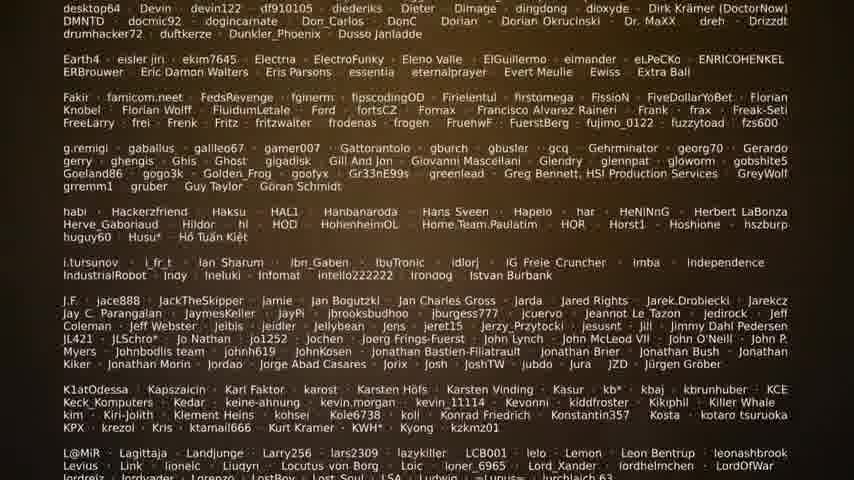 desktop64 · Devin · devin122 · df910105 · diederiks · Dieter · Dimage · dingdong · dioxyde · Dirk Krämer (DoctorNow)
DMNTD · docmic92 · dogincarnate · Don_Carlos · DonC · Dorian · Dorian Okrucinski · Dr. MaXX · dreh · Drizzdt
drumhacker72 · duftkerze · Dunkler_Phoenix · Dusso Janladde
Earth4 · eisler jiri · ekim7645 · Electria · ElectroFunky · Eleno Valle · ElGuillermo · elmander · eLPeCKo · ENRICOHENKEL
ERBrouwer · Eric Damon Walters · Eris Parsons · essentia · eternalprayer · Evert Meulie · Ewiss · Extra Ball
Fakir · famicom.neet · FedsRevenge · fginerm · fipscodingOD · Firielentul · firstomega · FissioN · FiveDollarYoBet · Florian
Knobel · Florian Wolff · FluidumLetale · Ford · fortsCZ · Fornax · Francisco Alvarez Raineri · Frank · frax · Freak-Seti
FreeLarry · frei · Frenk · Fritz · fritzwalter · frodenas · frogen · FruehwF · FuerstBerg · fujimo_0122 · fuzzytoad · fzs600
g.remigi · gaballus · galileo67 · gamer007 · Gattorantolo · gburch · gbusler · gcq · Gehrminator · georg70 · Gerardo
gerry · ghengis · Ghis · Ghost · gigadisk · Gill And Jon · Giovanni Mascellani · Glendry · glennpat · gloworm · gobshite5
Goeland86 · gogo3k · Golden_Frog · goofyx · Gr33nE99s · greenlead · Greg Bennett, HSI Production Services · GreyWolf
grremm1 · gruber · Guy Taylor · Göran Schmidt
habi · Hackerzfriend · Haksu · HAL1 · Hanbanaroda · Hans Sveen · Hapelo · har · HeNiNnG · Herbert LaBonza
Herve_Gaboriaud · Hildor · hl · HOD · HohenheimOL · Home.Team.Paulatim · HOR · Horst1 · Hoshione · hszburp
huguy60 · Husu* · Hồ Tuấn Kiệt
i.tursunov · i_fr_t · Ian_Sharum · Ibn_Gaben · IbuTronic · idlorj · IG_Freie_Cruncher · imba · Independence
IndustrialRobot · Indy · Ineluki · Infomat · intello222222 · Irondog · Istvan Burbank
J.F. · jace888 · JackTheSkipper · jamie · Jan Bogutzki · Jan Charles Gross · Jarda · Jared Rights · Jarek.Drobiecki · Jarekcz
Jay C. Parangalan · JaymesKeller · JayPi · jbrooksbudhoo · jburgess777 · jcuervo · Jeannot Le Tazon · jedirock · Jeff
Coleman · Jeff Webster · Jeibis · jeidler · Jellybean · Jens · jeret15 · Jerzy_Przytocki · jesusnt · Jill · Jimmy Dahl Pedersen
JL421 · JLSchro* · Jo Nathan · jo1252 · Jochen · Joerg Frings-Fuerst · John Lynch · John McLeod VII · John O'Neill · John P.
Myers · Johnbodlis team · johnh619 · JohnKosen · Jonathan Bastien-Filiatrault · Jonathan Brier · Jonathan Bush · Jonathan
Kiker · Jonathan Morin · Jordao · Jorge Abad Casares · Jorix · Josh · JoshTW · jubdo · Jura · JZD · Jürgen Gröber
K1atOdessa · Kapszaicin · Karl Faktor · karost · Karsten Höfs · Karsten Vinding · Kasur · kb* · kbaj · kbrunhuber · KCE
Keck_Komputers · Kedar · keine-ahnung · kevin.morgan · kevin_11114 · Kevonni · kiddfroster · Kikiphil · Killer Whale
kim · Kiri-Jolith · Klement Heins · kohsei · Kole6738 · koli · Konrad Friedrich · Konstantin357 · Kosta · kotaro tsuruoka
KPX · krezol · Kris · ktamail666 · Kurt Kramer · KWH* · Kyong · kzkmz01
L@MiR · Lagittaja · Landjunge · Larry256 · lars2309 · lazykiller · LCB001 · lelo · Lemon · Leon Bentrup · leonashbrook
Levius · Link · lionelc · Liuqyn · Locutus von Borg · Loic · loner_6965 · Lord_Xander · lordhelmchen · LordOfWar